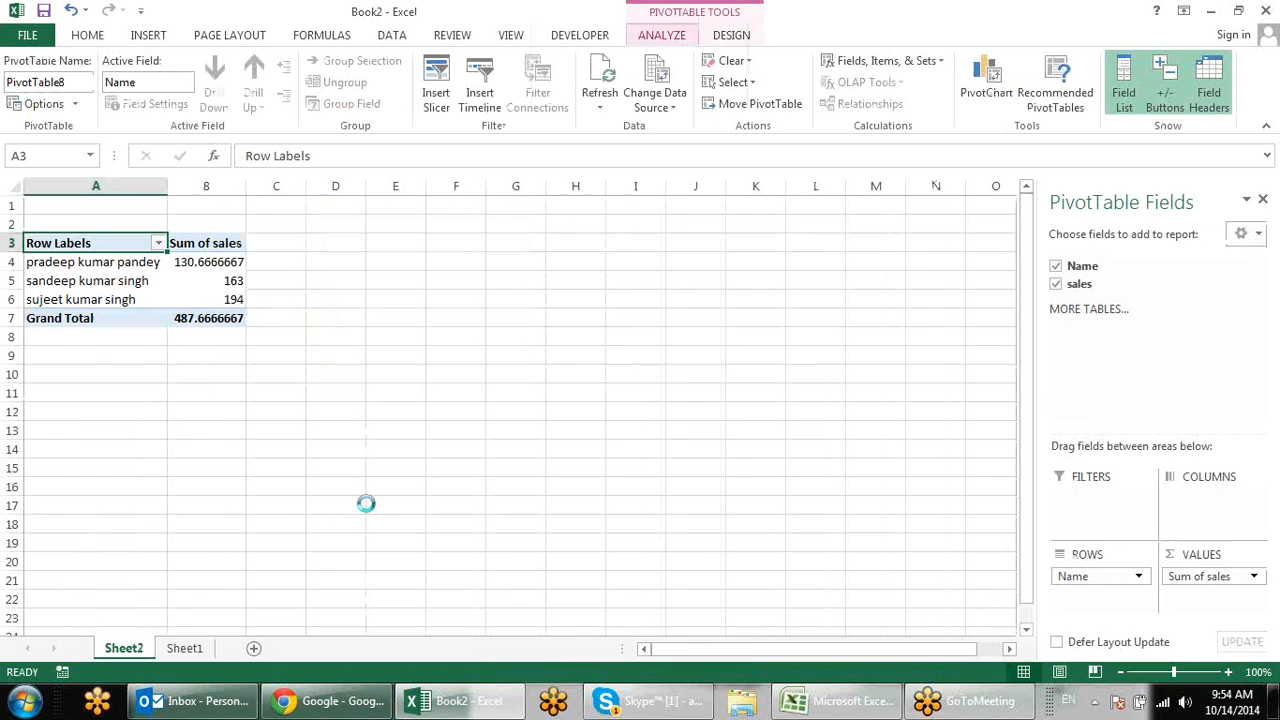 Book2 - Excel
PIVOTTABLE TOOLS
?
FILE
HOME
INSERT
PAGE LAYOUT
FORMULAS
DATA
REVIEW
VIEW
DEVELOPER
ANALYZE
DESIGN
Sign in
PivotTable Name:
PivotTable8
Options
PivotTable
Active Field:
Name
Field Settings
Drill Down
Drill Up
Active Field
Group Selection
Ungroup
Group Field
Group
Insert Slicer
Insert Timeline
Filter Connections
Filter
Refresh
Change Data Source
Data
Clear
Select
Move PivotTable
Actions
Fields, Items, & Sets
OLAP Tools
Relationships
Calculations
PivotChart
Recommended PivotTables
Tools
Field List
+/- Buttons
Field Headers
Show
A3
fx
Row Labels
A B C D E F G H I J K L M N O
1
2
3 Row Labels Sum of sales
4 pradeep kumar pandey 130.6666667
5 sandeep kumar singh 163
6 sujeet kumar singh 194
7 Grand Total 487.6666667
8
9
10
11
12
13
14
15
16
17
18
19
20
21
22
23
PivotTable Fields
Choose fields to add to report:
Name
sales
MORE TABLES...
Drag fields between areas below:
FILTERS
COLUMNS
ROWS
Σ VALUES
Name
Sum of sales
Defer Layout Update
UPDATE
Sheet2
Sheet1
READY
100%
Inbox - Person...
Google - Goog...
Book2 - Excel
Skype™ [1] - a...
Microsoft Exce...
GoToMeeting
EN
9:54 AM
10/14/2014